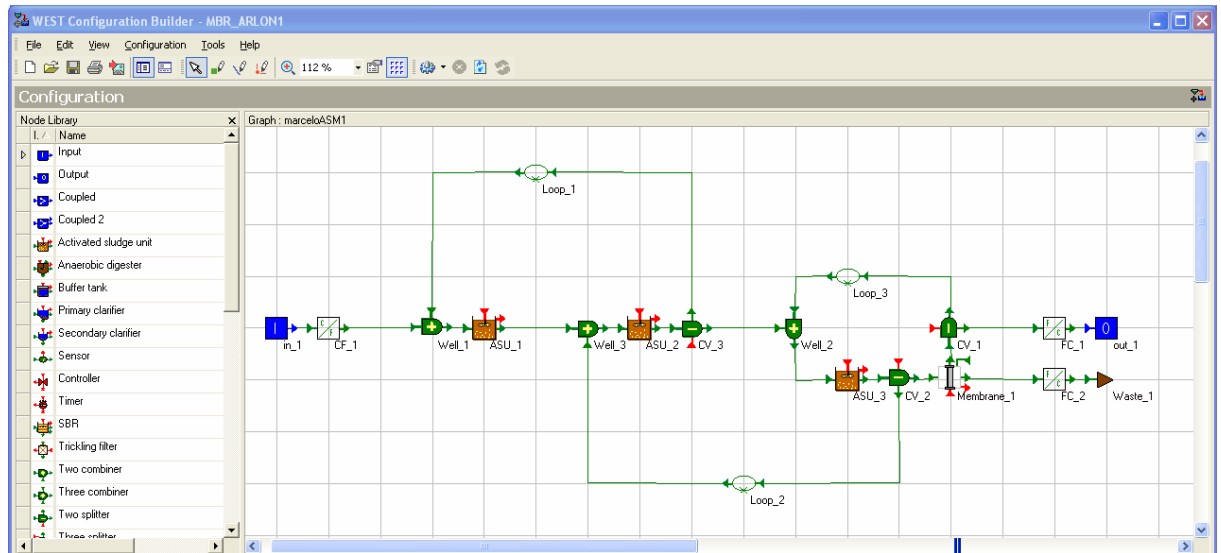 WEST Configuration Builder - MBR_ARLON1
File Edit View Configuration Tools Help
112 %
Configuration
Node Library
I. Name
Input
Output
Coupled
Coupled 2
Activated sludge unit
Anaerobic digester
Buffer tank
Primary clarifier
Secondary clarifier
Sensor
Controller
Timer
SBR
Trickling filter
Two combiner
Three combiner
Two splitter
Three splitter
Graph : marceloASM1
Loop_1
Loop_3
I C F + + - + F C O
in_1 CF_1 Well_1 ASU_1 Well_3 ASU_2 CV_3 Well_2 CV_1 FC_1 out_1
- F C
ASU_3 CV_2 Membrane_1 FC_2 Waste_1
Loop_2